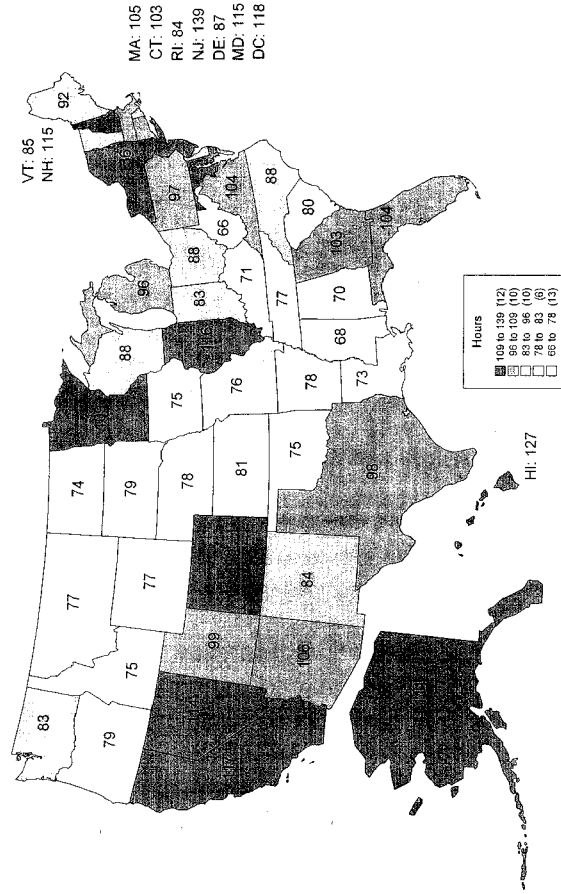 VT: 85
NH: 115
92
MA: 105
CT: 103
RI: 84
NJ: 139
DE: 87
MD: 115
DC: 118
83
77
74
88
96
97
79
75
77
79
75
83
88
66
104
78
76
71
88
99
81
78
77
80
106
84
75
73
68
70
103
104
98
HI: 127
Hours
109 to 139 (12)
96 to 109 (10)
83 to 96 (10)
78 to 83 (6)
66 to 78 (13)